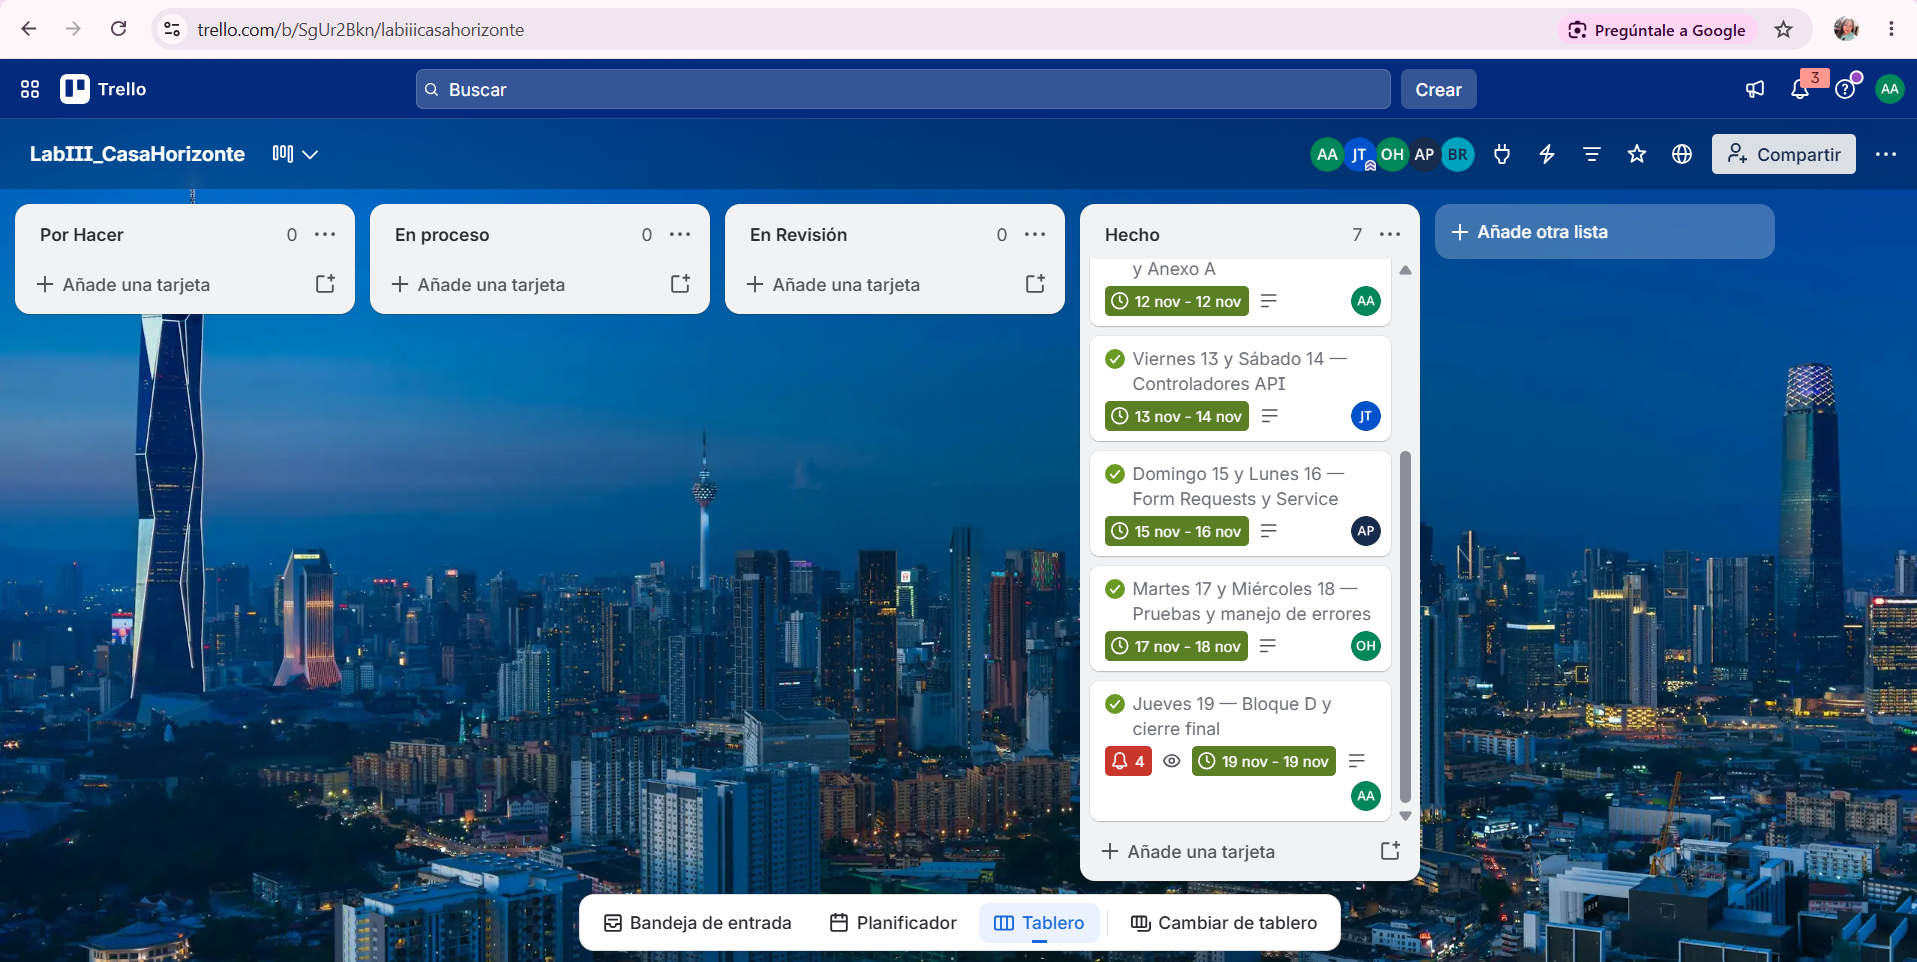 trello.com/b/SgUr2Bkn/labiiicasahorizonte
Pregúntale a Google
Trello
Buscar
Crear
3
AA
LabIII_CasaHorizonte
AA JT OH AP BR
Compartir
Por Hacer 0
Añade una tarjeta
En proceso 0
Añade una tarjeta
En Revisión 0
Añade una tarjeta
Hecho 7
y Anexo A
12 nov - 12 nov
AA
Viernes 13 y Sábado 14 —
Controladores API
13 nov - 14 nov
JT
Domingo 15 y Lunes 16 —
Form Requests y Service
15 nov - 16 nov
AP
Martes 17 y Miércoles 18 —
Pruebas y manejo de errores
17 nov - 18 nov
OH
Jueves 19 — Bloque D y
cierre final
4
19 nov - 19 nov
AA
Añade una tarjeta
Añade otra lista
Bandeja de entrada
Planificador
Tablero
Cambiar de tablero